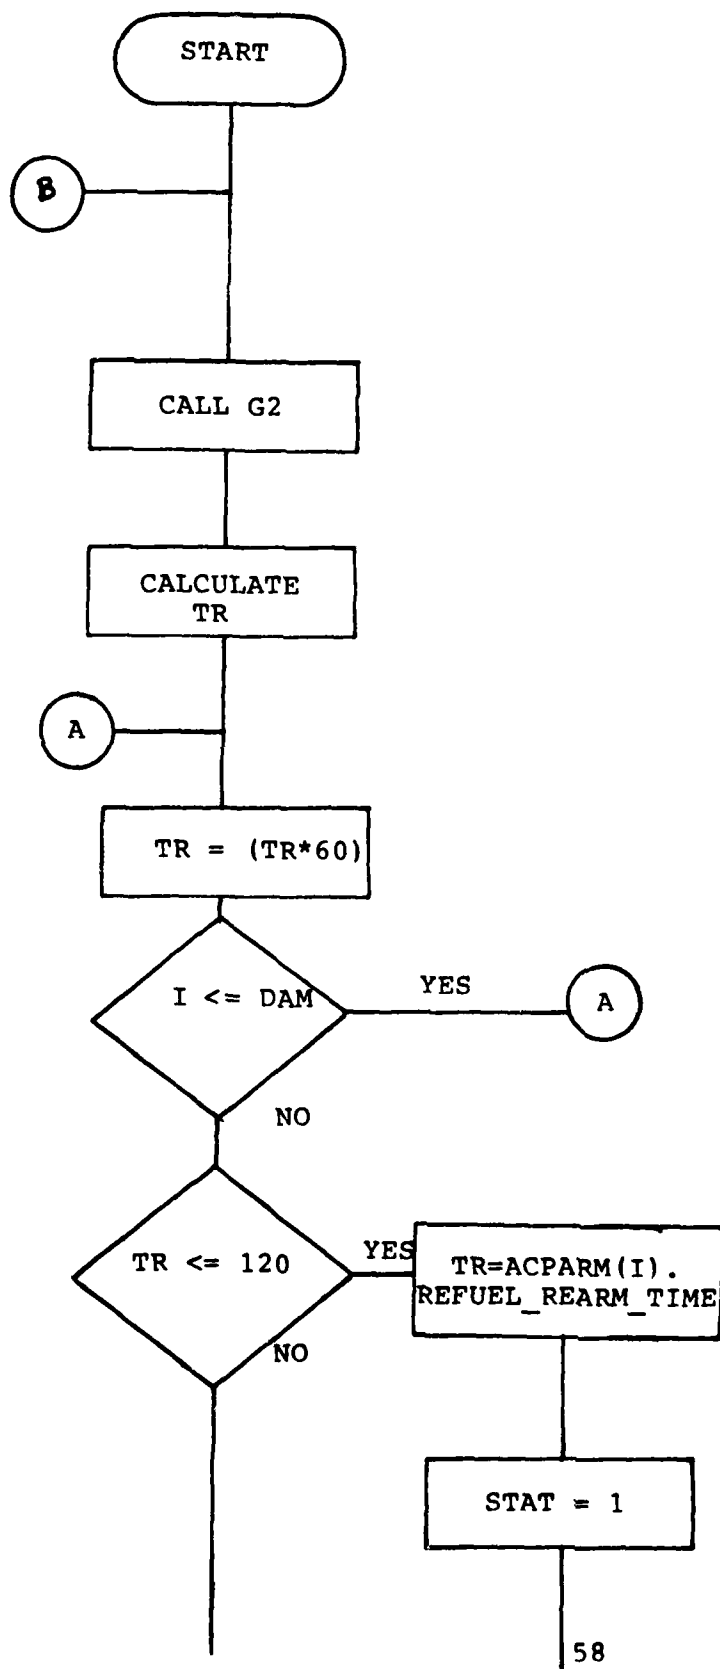 START
B
CALL G2
CALCULATE
TR
A
TR = (TR*60)
I <= DAM
YES
A
NO
TR <= 120
YES
TR=ACPARM(I).
REFUEL_REARM_TIME
NO
STAT = 1
58